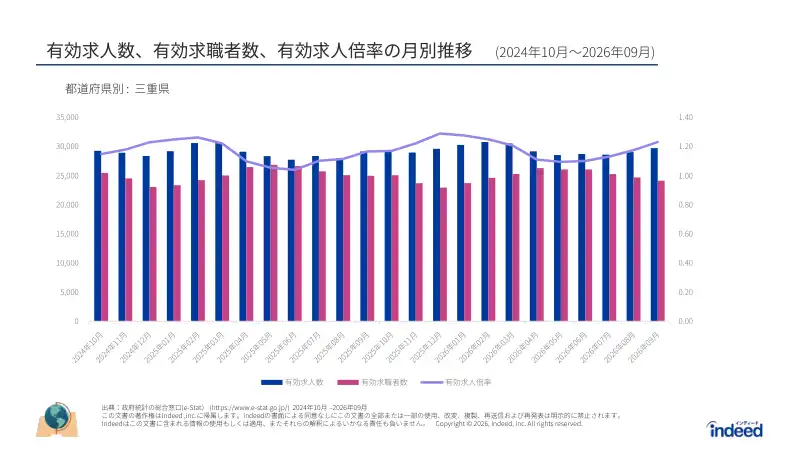 有効求人数、有効求職者数、有効求人倍率の月別推移 (2024年10月～2026年09月)
都道府県別 : 三重県
35,000
30,000
25,000
20,000
15,000
10,000
5,000
0
1.40
1.20
1.00
0.80
0.60
0.40
0.20
0.00
2024年10月
2024年11月
2024年12月
2025年01月
2025年02月
2025年03月
2025年04月
2025年05月
2025年06月
2025年07月
2025年08月
2025年09月
2025年10月
2025年11月
2025年12月
2026年01月
2026年02月
2026年03月
2026年04月
2026年05月
2026年06月
2026年07月
2026年08月
2026年09月
有効求人数 有効求職者数 有効求人倍率
出典：政府統計の総合窓口(e-Stat） (https://www.e-stat.go.jp/) 2024年10月 –2026年09月
この文書の著作権はIndeed ,inc.に帰属します。Indeedの書面による同意なしにこの文書の全部または一部の使用、改変、複製、再送信および再発表は明示的に禁止されます。
Indeedはこの文書に含まれる情報の使用もしくは適用、またそれらの解釈によるいかなる責任も負いません。 Copyright © 2026, Indeed, Inc. All rights reserved.
インディード
indeed